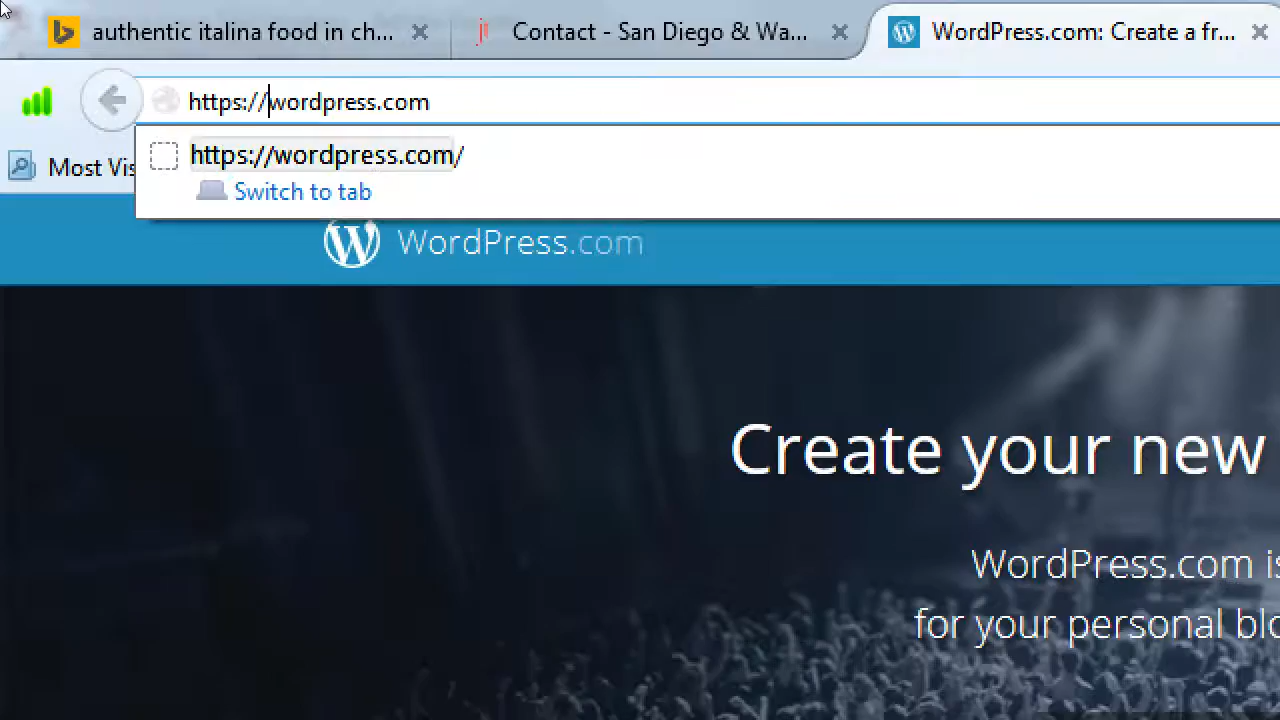 authentic italina food in ch...
Contact - San Diego & Wa...
WordPress.com: Create a fr...
https://wordpress.com
https://wordpress.com/
Switch to tab
Most Vis
WordPress.com
Create your new
WordPress.com is
for your personal blo